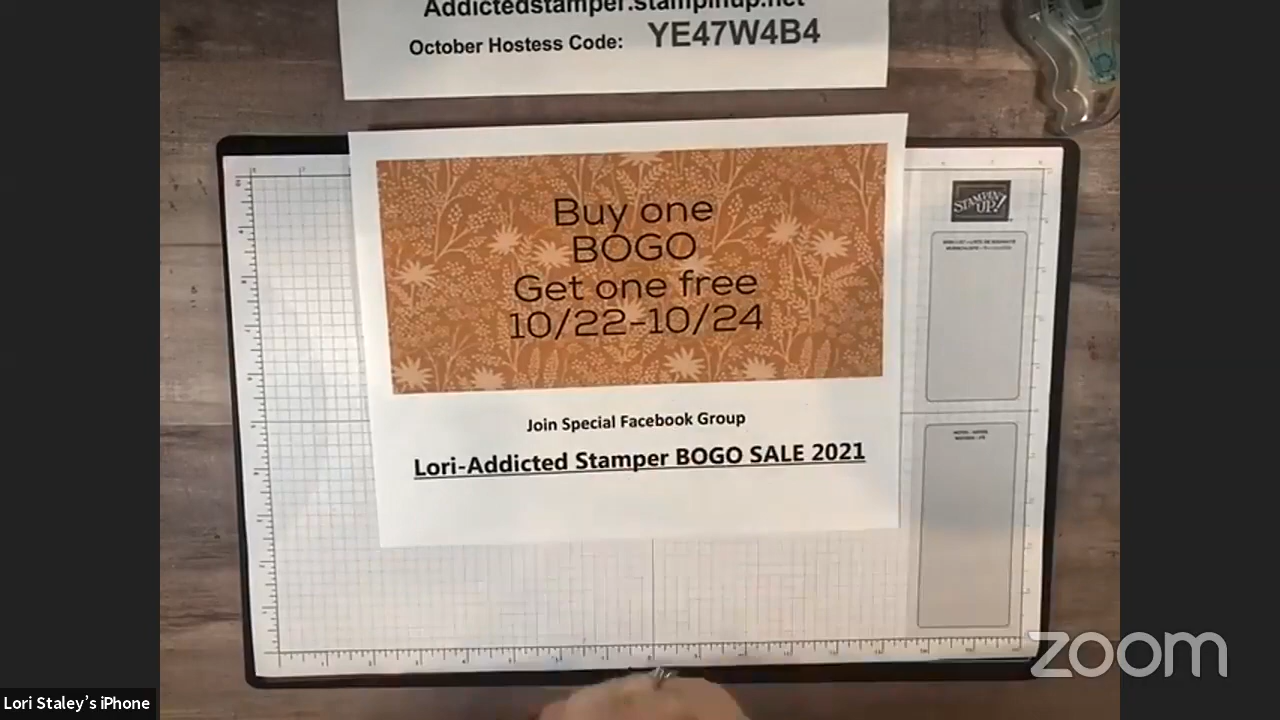 Addictedstamper.stampinup.net
October Hostess Code: YE47W4B4
STAMPIN' UP!
Buy one
BOGO
Get one free
10/22-10/24
Join Special Facebook Group
Lori-Addicted Stamper BOGO SALE 2021
zoom
Lori Staley's iPhone